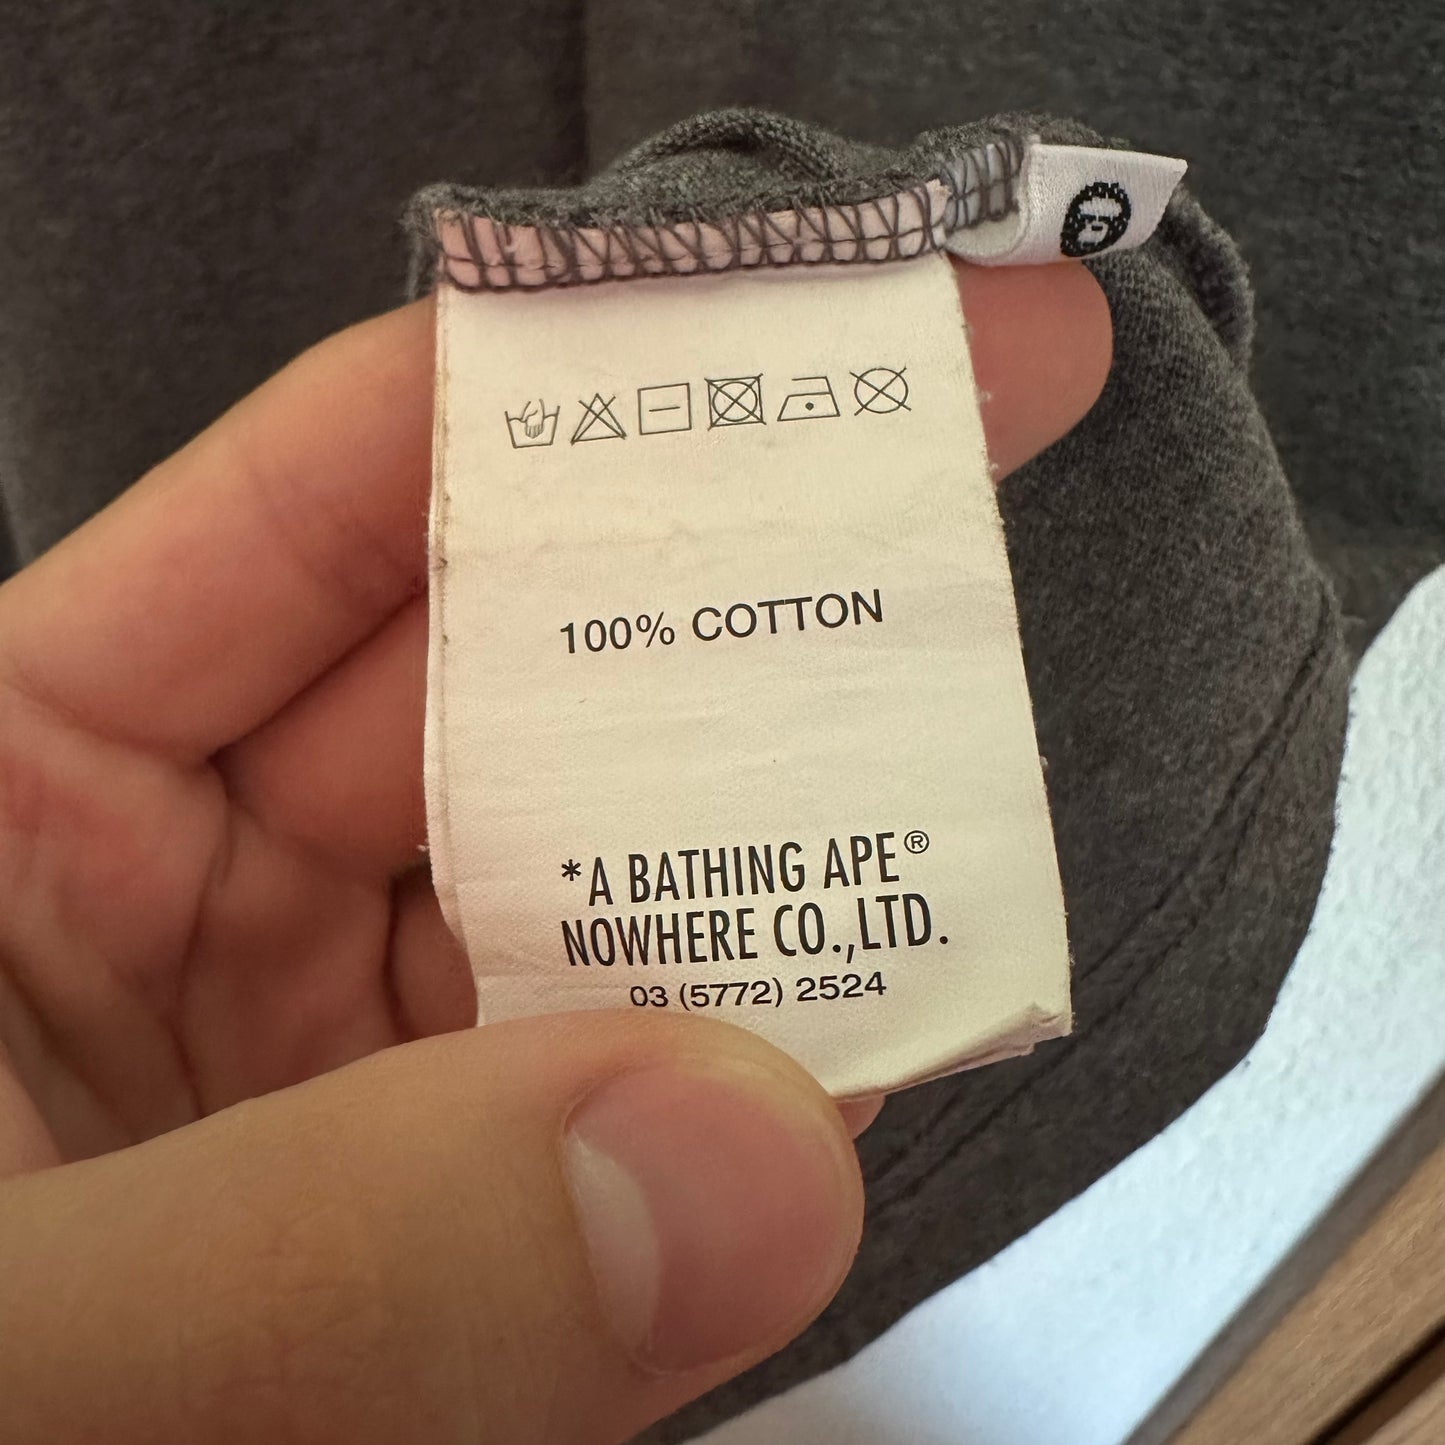 100% COTTON
*A BATHING APE®
NOWHERE CO.,LTD.
03 (5772) 2524